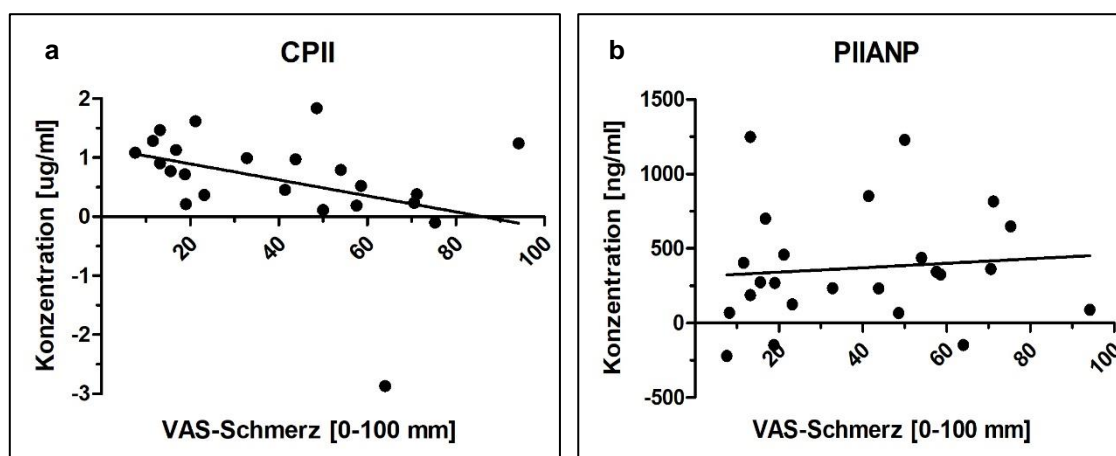 a
CPII
Konzentration [ug/ml]
2
1
0
-1
-2
-3
20
40
60
80
100
VAS-Schmerz [0-100 mm]
b
PIIANP
Konzentration [ng/ml]
1500
1000
500
0
-500
20
40
60
80
100
VAS-Schmerz [0-100 mm]